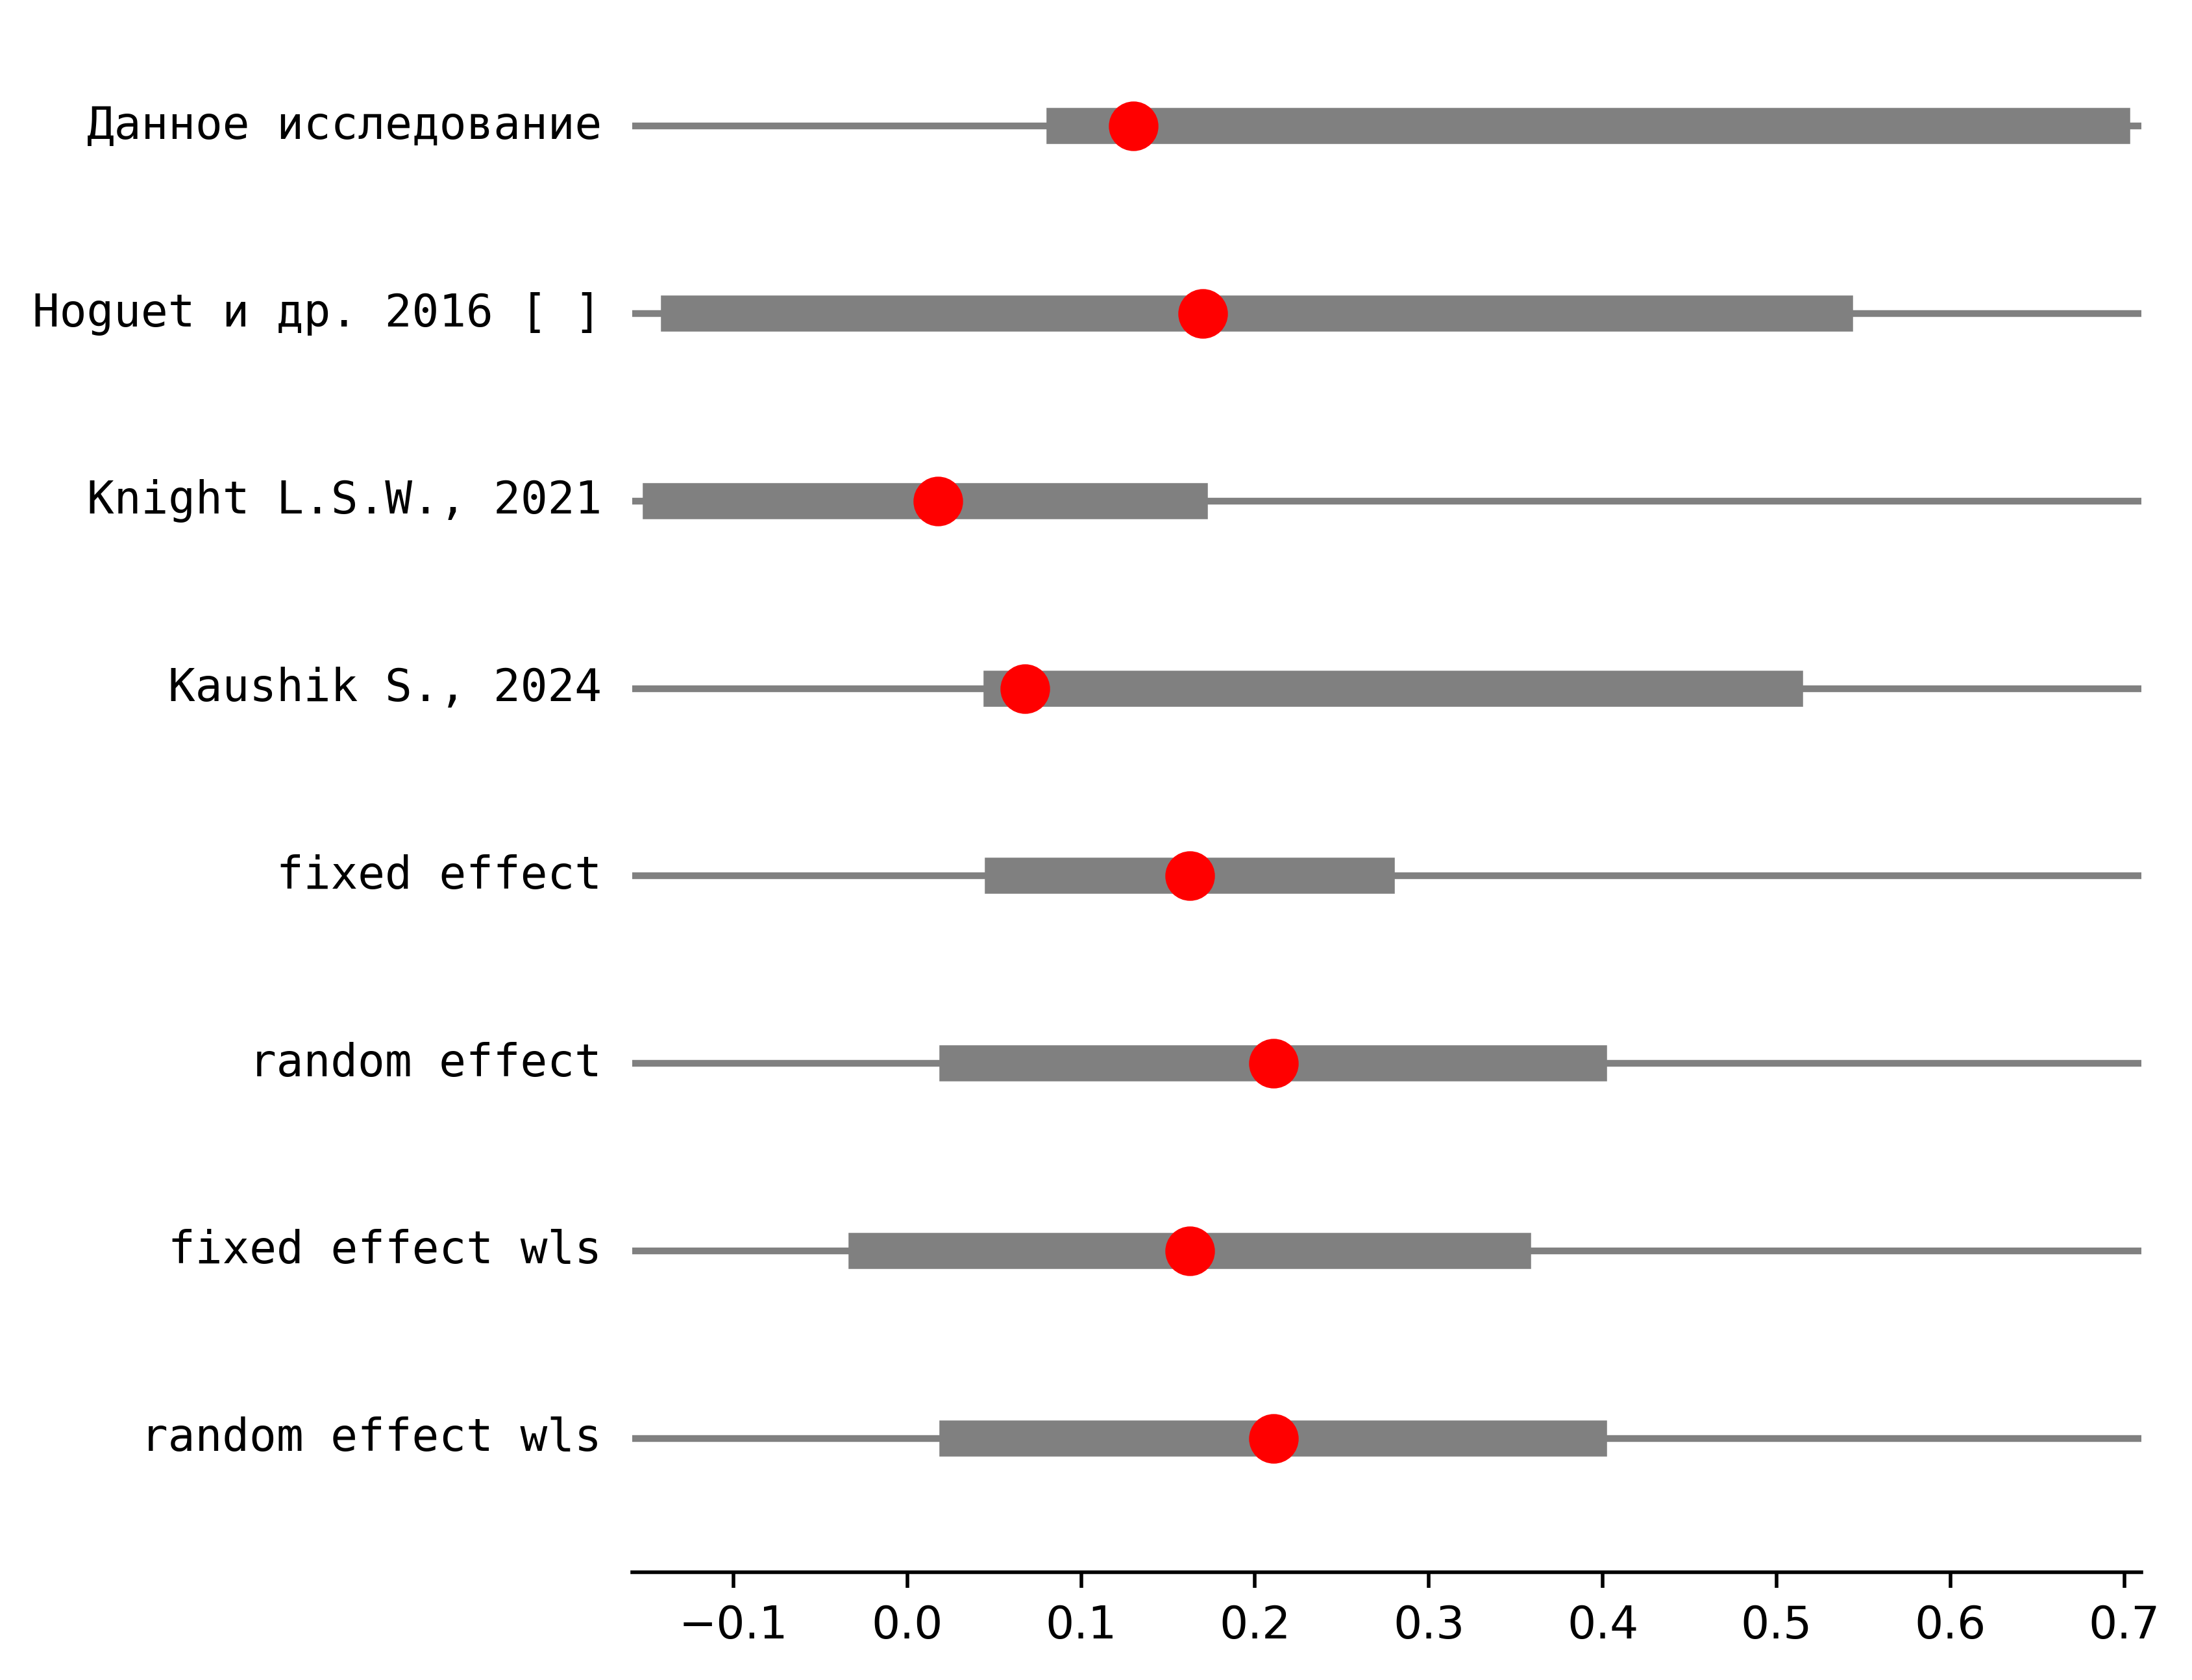 Данное исследование
Hoguet и др. 2016 [ ]
Knight L.S.W., 2021
Kaushik S., 2024
fixed effect
random effect
fixed effect wls
random effect wls
−0.1 0.0 0.1 0.2 0.3 0.4 0.5 0.6 0.7